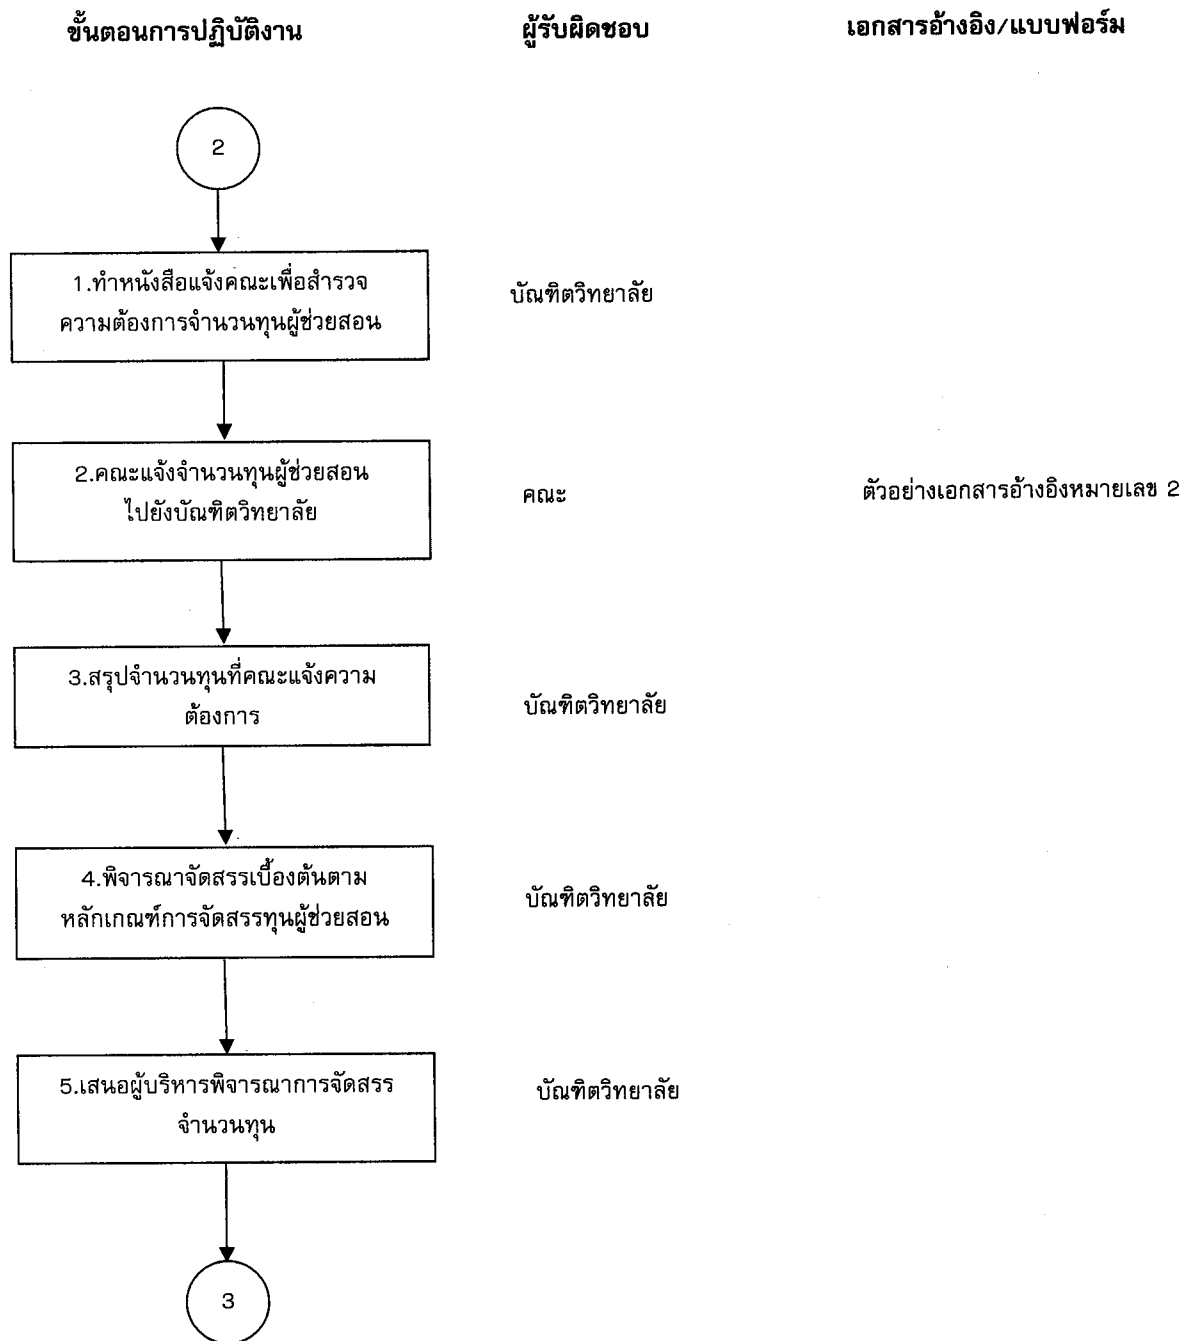 ขั้นตอนการปฏิบัติงาน ผู้รับผิดชอบ เอกสารอ้างอิง/แบบฟอร์ม
2
1.ทำหนังสือแจ้งคณะเพื่อสำรวจ
ความต้องการจำนวนทุนผู้ช่วยสอน
บัณฑิตวิทยาลัย
2.คณะแจ้งจำนวนทุนผู้ช่วยสอน
ไปยังบัณฑิตวิทยาลัย
คณะ
ตัวอย่างเอกสารอ้างอิงหมายเลข 2
3.สรุปจำนวนทุนที่คณะแจ้งความ
ต้องการ
บัณฑิตวิทยาลัย
4.พิจารณาจัดสรรเบื้องต้นตาม
หลักเกณฑ์การจัดสรรทุนผู้ช่วยสอน
บัณฑิตวิทยาลัย
5.เสนอผู้บริหารพิจารณาการจัดสรร
จำนวนทุน
บัณฑิตวิทยาลัย
3